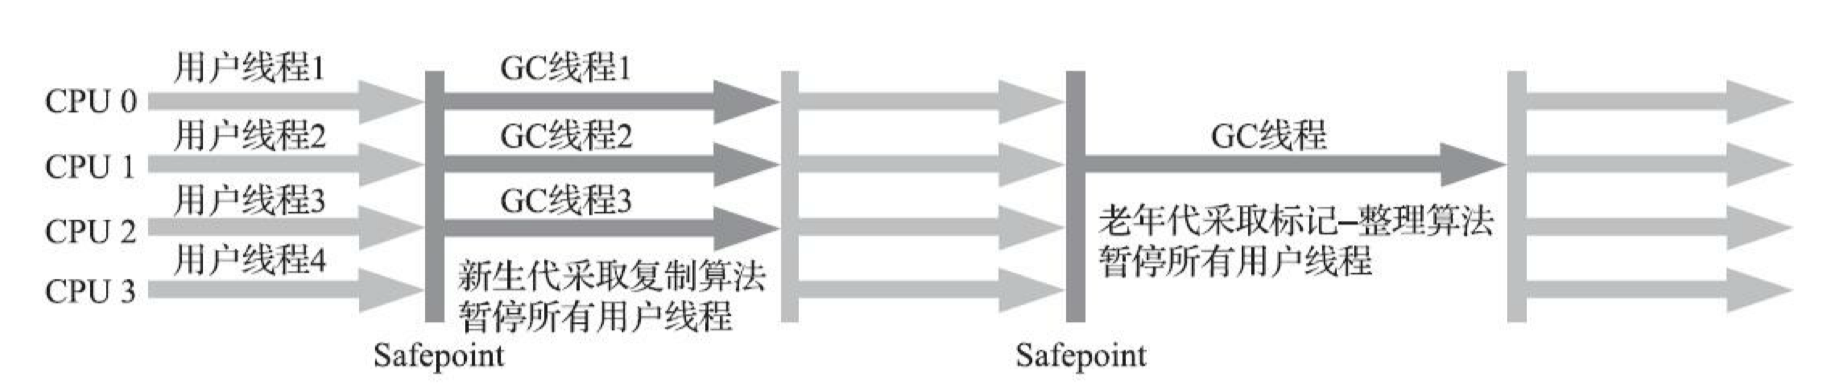 用户线程1
GC线程1
CPU 0
用户线程2
GC线程2
GC线程
CPU 1
用户线程3
GC线程3
CPU 2
老年代采取标记–整理算法
暂停所有用户线程
用户线程4
CPU 3
新生代采取复制算法
暂停所有用户线程
Safepoint
Safepoint